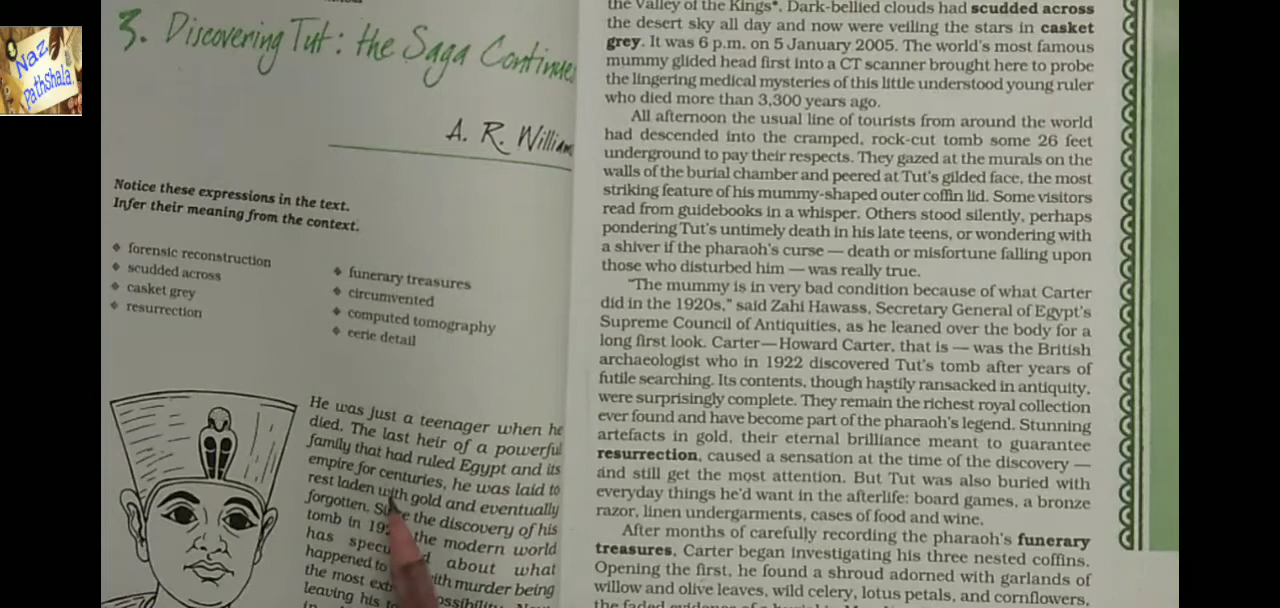 Naz
Pathshala
3. Discovering Tut : the Saga Continues
A. R. William
Notice these expressions in the text.
Infer their meaning from the context.
❖ forensic reconstruction
❖ scudded across
❖ casket grey
❖ resurrection
❖ funerary treasures
❖ circumvented
❖ computed tomography
❖ eerie detail
He was just a teenager when he
died. The last heir of a powerful
family that had ruled Egypt and its
empire for centuries, he was laid to
rest laden with gold and eventually
forgotten. the discovery of his
tomb in the modern world
has about what
happened to with murder being
the most
leaving his
the Valley of the Kings*. Dark-bellied clouds had scudded across
the desert sky all day and now were veiling the stars in casket
grey. It was 6 p.m. on 5 January 2005. The world's most famous
mummy glided head first into a CT scanner brought here to probe
the lingering medical mysteries of this little understood young ruler
who died more than 3,300 years ago.
All afternoon the usual line of tourists from around the world
had descended into the cramped, rock-cut tomb some 26 feet
underground to pay their respects. They gazed at the murals on the
walls of the burial chamber and peered at Tut's gilded face, the most
striking feature of his mummy-shaped outer coffin lid. Some visitors
read from guidebooks in a whisper. Others stood silently, perhaps
pondering Tut's untimely death in his late teens, or wondering with
a shiver if the pharaoh's curse — death or misfortune falling upon
those who disturbed him — was really true.
"The mummy is in very bad condition because of what Carter
did in the 1920s," said Zahi Hawass, Secretary General of Egypt's
Supreme Council of Antiquities, as he leaned over the body for a
long first look. Carter—Howard Carter, that is — was the British
archaeologist who in 1922 discovered Tut's tomb after years of
futile searching. Its contents, though hastily ransacked in antiquity,
were surprisingly complete. They remain the richest royal collection
ever found and have become part of the pharaoh's legend. Stunning
artefacts in gold, their eternal brilliance meant to guarantee
resurrection, caused a sensation at the time of the discovery —
and still get the most attention. But Tut was also buried with
everyday things he'd want in the afterlife: board games, a bronze
razor, linen undergarments, cases of food and wine.
After months of carefully recording the pharaoh's funerary
treasures, Carter began investigating his three nested coffins.
Opening the first, he found a shroud adorned with garlands of
willow and olive leaves, wild celery, lotus petals, and cornflowers,
the faded evidence of a burial in